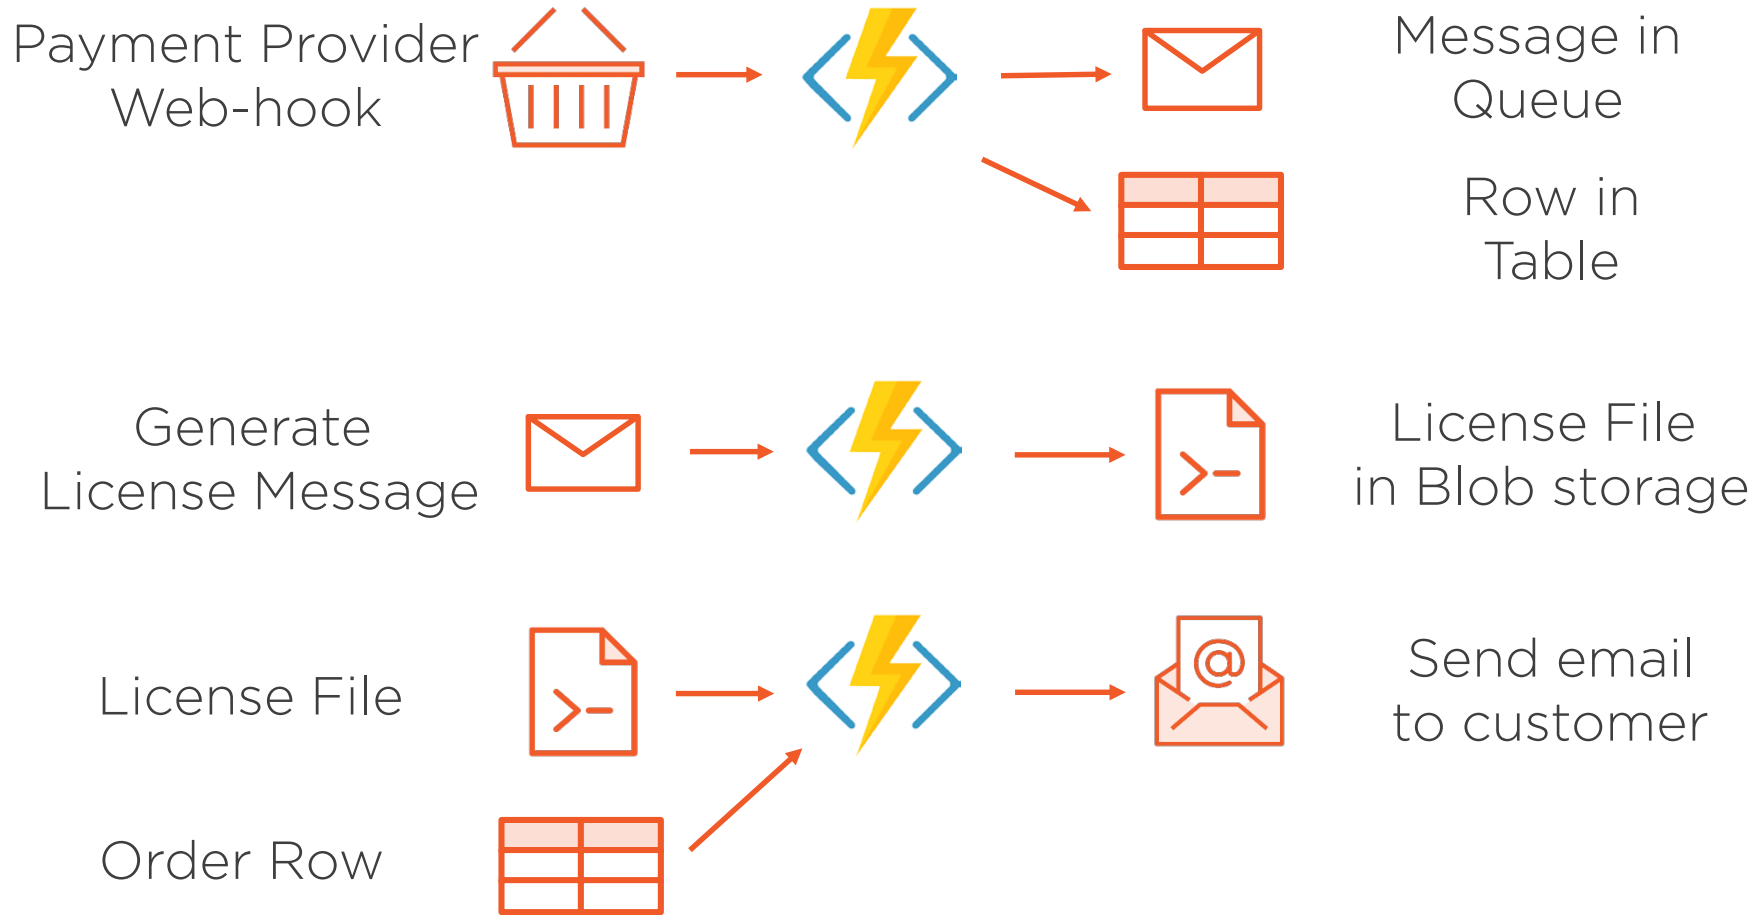 Payment Provider
Web-hook
Message in
Queue
Row in
Table
Generate
License Message
License File
in Blob storage
License File
Send email
to customer
Order Row